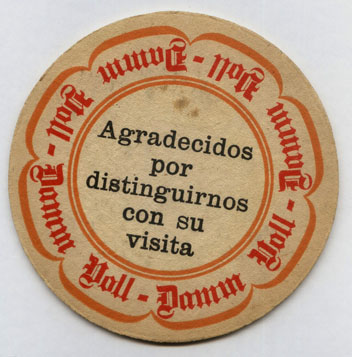 Voll-Damm Voll-Damm Voll-Damm Voll-Damm
Agradecidos
por
distinguirnos
con su
visita